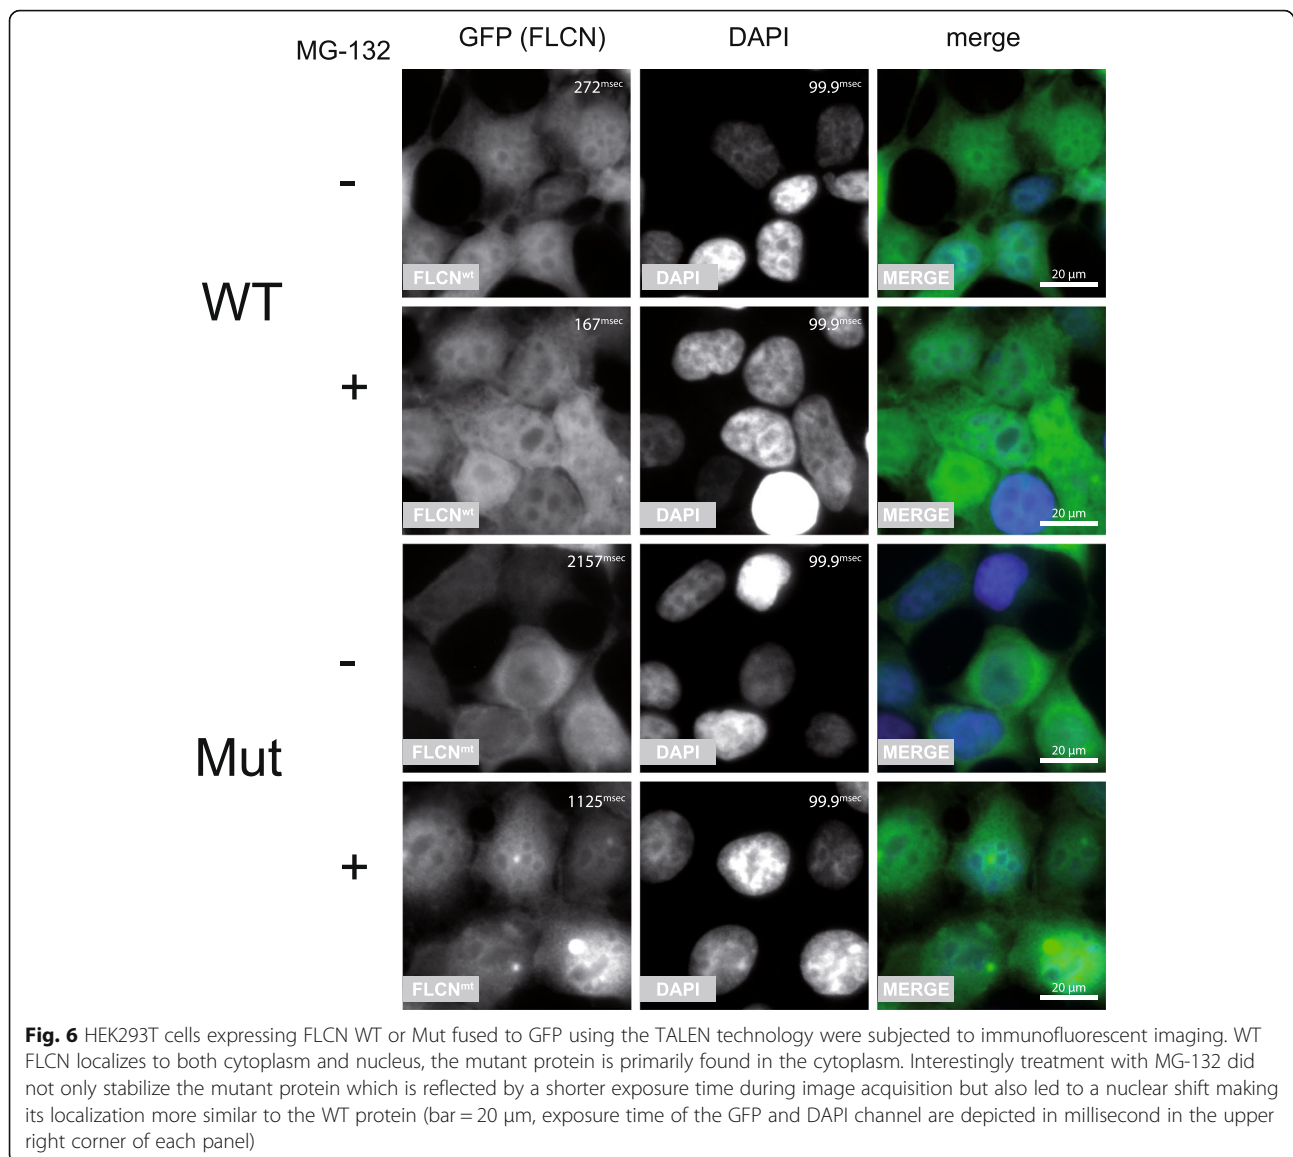 MG-132 GFP (FLCN) DAPI merge
272msec 99.9msec
-
FLCNwt DAPI MERGE 20 µm
WT
167msec 99.9msec
+
FLCNwt DAPI MERGE 20 µm
2157msec 99.9msec
-
FLCNmt DAPI MERGE 20 µm
Mut
1125msec 99.9msec
+
FLCNmt DAPI MERGE 20 µm
Fig. 6 HEK293T cells expressing FLCN WT or Mut fused to GFP using the TALEN technology were subjected to immunofluorescent imaging. WT
FLCN localizes to both cytoplasm and nucleus, the mutant protein is primarily found in the cytoplasm. Interestingly treatment with MG-132 did
not only stabilize the mutant protein which is reflected by a shorter exposure time during image acquisition but also led to a nuclear shift making
its localization more similar to the WT protein (bar = 20 µm, exposure time of the GFP and DAPI channel are depicted in millisecond in the upper
right corner of each panel)